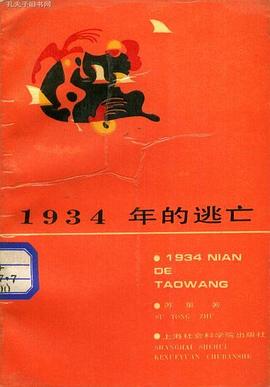 孔夫子旧书网
1934 年的逃亡
1934 NIAN
DE
TAOWANG
苏童 著
SU TONG ZHU
上海社会科学院出版社
SHANGHAI SHEHUI
KEXUEYUAN CHUBANSHE